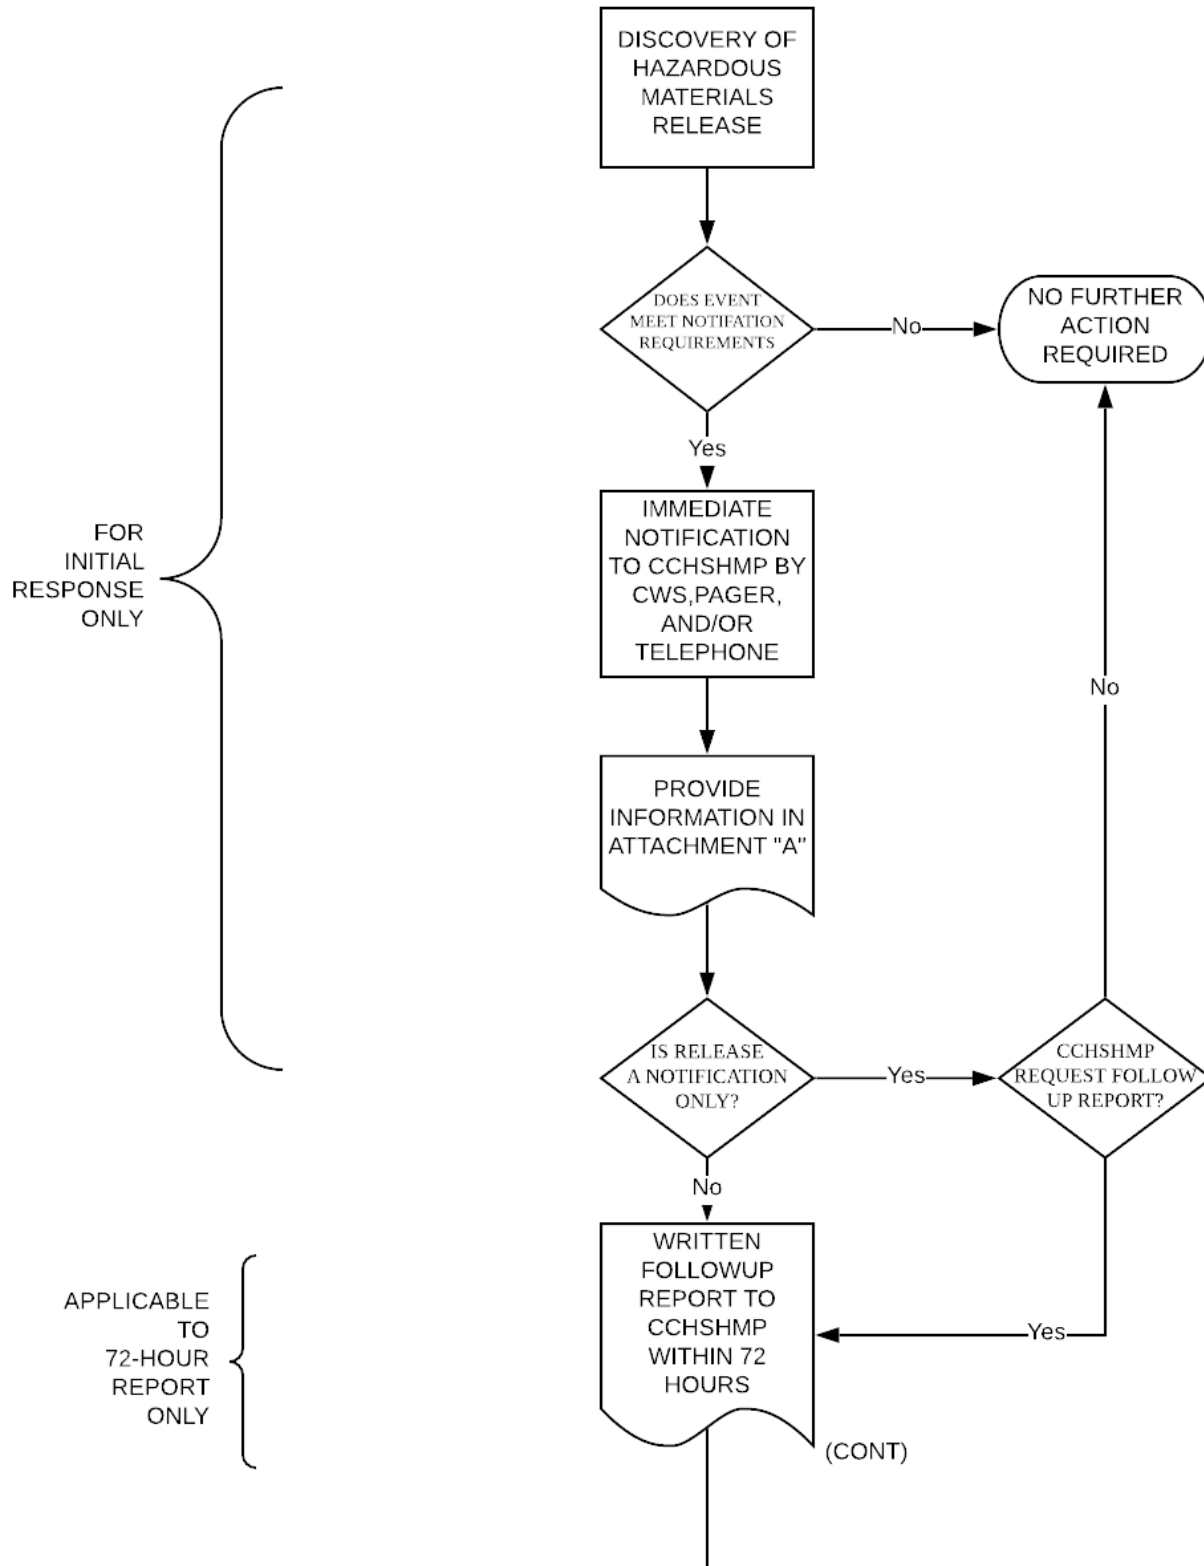 DISCOVERY OF
HAZARDOUS
MATERIALS
RELEASE
DOES EVENT
MEET NOTIFATION
REQUIREMENTS
No
NO FURTHER
ACTION
REQUIRED
Yes
IMMEDIATE
NOTIFICATION
TO CCHSHMP BY
CWS,PAGER,
AND/OR
TELEPHONE
FOR
INITIAL
RESPONSE
ONLY
No
PROVIDE
INFORMATION IN
ATTACHMENT "A"
IS RELEASE
A NOTIFICATION
ONLY?
Yes
CCHSHMP
REQUEST FOLLOW
UP REPORT?
No
WRITTEN
FOLLOWUP
REPORT TO
CCHSHMP
WITHIN 72
HOURS
Yes
APPLICABLE
TO
72-HOUR
REPORT
ONLY
(CONT)